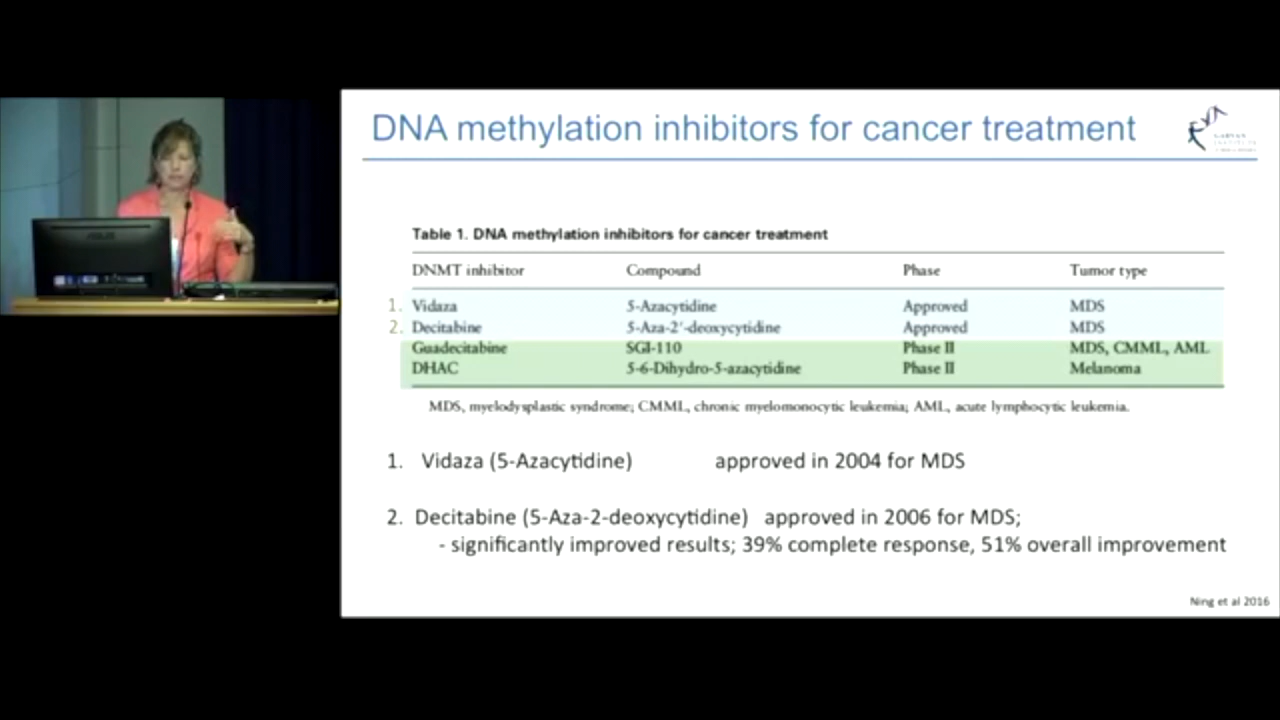 DNA methylation inhibitors for cancer treatment
GARVAN
INSTITUTE
Table 1. DNA methylation inhibitors for cancer treatment
DNMT inhibitor Compound Phase Tumor type
1. Vidaza 5-Azacytidine Approved MDS
2. Decitabine 5-Aza-2′-deoxycytidine Approved MDS
Guadecitabine SGI-110 Phase II MDS, CMML, AML
DHAC 5-6-Dihydro-5-azacytidine Phase II Melanoma
MDS, myelodysplastic syndrome; CMML, chronic myelomonocytic leukemia; AML, acute lymphocytic leukemia.
1. Vidaza (5-Azacytidine) approved in 2004 for MDS
2. Decitabine (5-Aza-2-deoxycytidine) approved in 2006 for MDS;
- significantly improved results; 39% complete response, 51% overall improvement
Ning et al 2016
ASUS